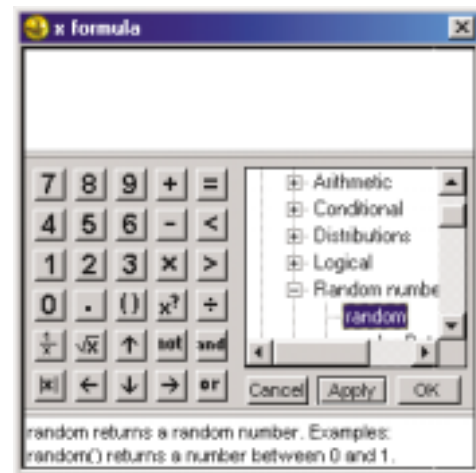 x formula
7 8 9 + =
4 5 6 - <
1 2 3 × >
0 . ( ) x? ÷
1/x √x ↑ not and
|x| ← ↓ → or
Arithmetic
Conditional
Distributions
Logical
Random numbe
random
Cancel Apply OK
random returns a random number. Examples:
random() returns a number between 0 and 1.